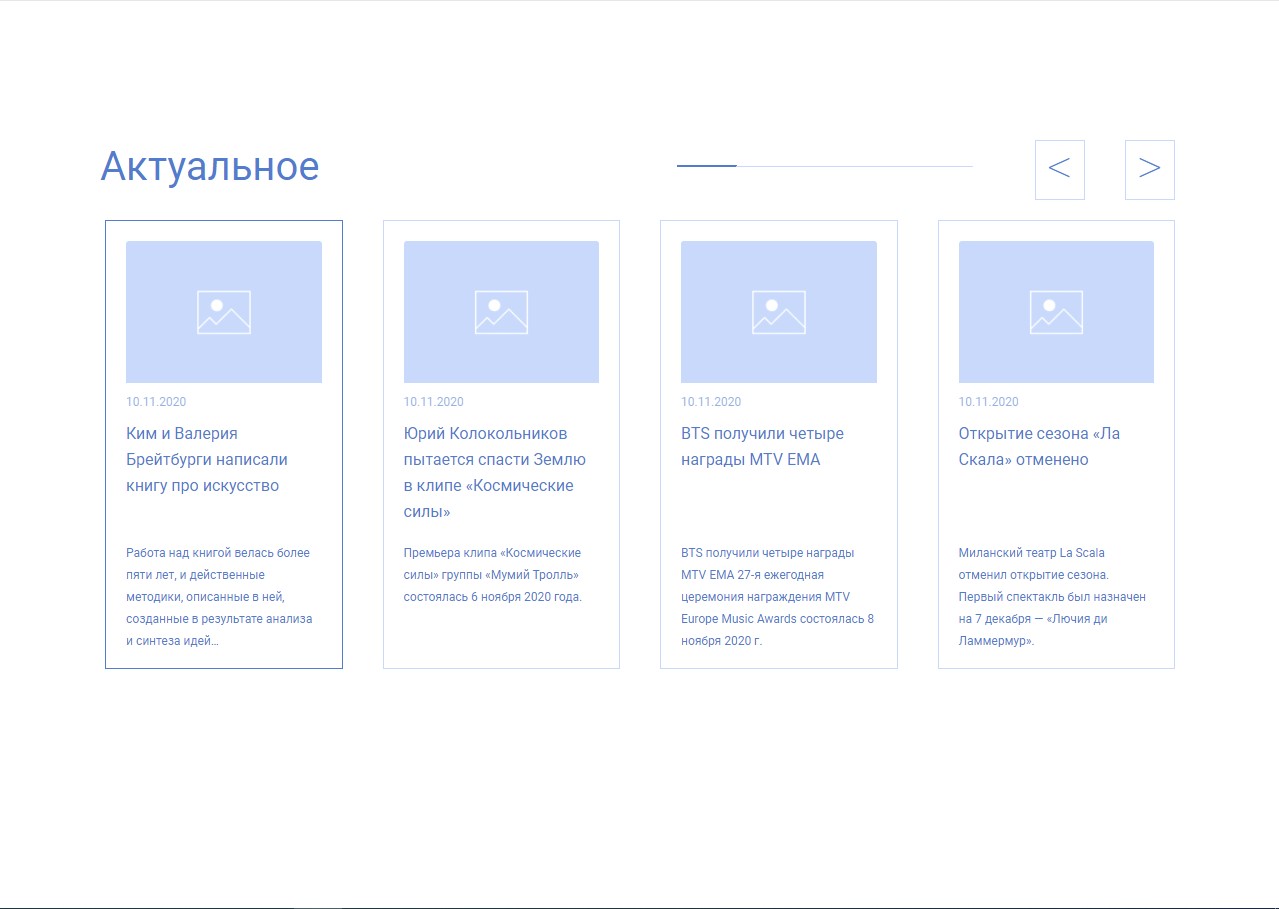 Актуальное
<
>
10.11.2020
Ким и Валерия
Брейтбурги написали
книгу про искусство
Работа над книгой велась более
пяти лет, и действенные
методики, описанные в ней,
созданные в результате анализа
и синтеза идей...
10.11.2020
Юрий Колокольников
пытается спасти Землю
в клипе «Космические
силы»
Премьера клипа «Космические
силы» группы «Мумий Тролль»
состоялась 6 ноября 2020 года.
10.11.2020
BTS получили четыре
награды MTV EMA
BTS получили четыре награды
MTV EMA 27-я ежегодная
церемония награждения MTV
Europe Music Awards состоялась 8
ноября 2020 г.
10.11.2020
Открытие сезона «Ла
Скала» отменено
Миланский театр La Scala
отменил открытие сезона.
Первый спектакль был назначен
на 7 декабря — «Лючия ди
Ламмермур».